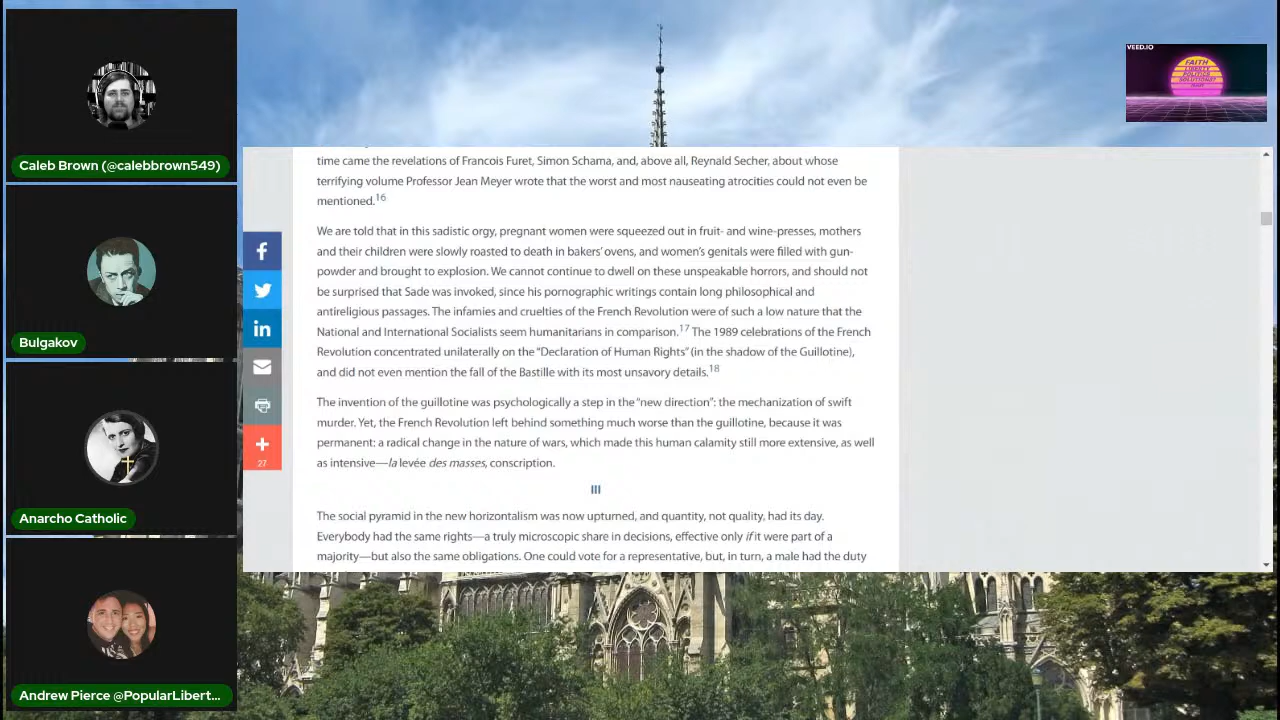 Caleb Brown (@calebbrown549)
Bulgakov
Anarcho Catholic
Andrew Pierce @PopularLibert...
27
time came the revelations of Francois Furet, Simon Schama, and, above all, Reynald Secher, about whose
terrifying volume Professor Jean Meyer wrote that the worst and most nauseating atrocities could not even be
mentioned.16
We are told that in this sadistic orgy, pregnant women were squeezed out in fruit- and wine-presses, mothers
and their children were slowly roasted to death in bakers' ovens, and women's genitals were filled with gun-
powder and brought to explosion. We cannot continue to dwell on these unspeakable horrors, and should not
be surprised that Sade was invoked, since his pornographic writings contain long philosophical and
antireligious passages. The infamies and cruelties of the French Revolution were of such a low nature that the
National and International Socialists seem humanitarians in comparison.17 The 1989 celebrations of the French
Revolution concentrated unilaterally on the “Declaration of Human Rights” (in the shadow of the Guillotine),
and did not even mention the fall of the Bastille with its most unsavory details.18
The invention of the guillotine was psychologically a step in the “new direction”: the mechanization of swift
murder. Yet, the French Revolution left behind something much worse than the guillotine, because it was
permanent: a radical change in the nature of wars, which made this human calamity still more extensive, as well
as intensive—la levée des masses, conscription.
III
The social pyramid in the new horizontalism was now upturned, and quantity, not quality, had its day.
Everybody had the same rights—a truly microscopic share in decisions, effective only if it were part of a
majority—but also the same obligations. One could vote for a representative, but, in turn, a male had the duty
VEED.IO
FAITH
LIBERTY
POLITICS